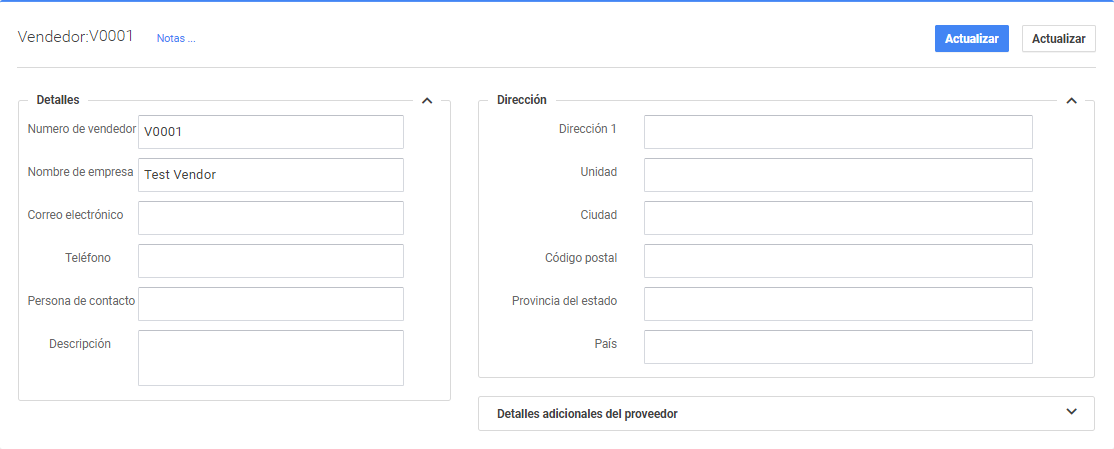 Vendedor:V0001
Notas ...
Actualizar
Actualizar
Detalles
Numero de vendedor V0001
Nombre de empresa Test Vendor
Correo electrónico
Teléfono
Persona de contacto
Descripción
Dirección
Dirección 1
Unidad
Ciudad
Código postal
Provincia del estado
País
Detalles adicionales del proveedor